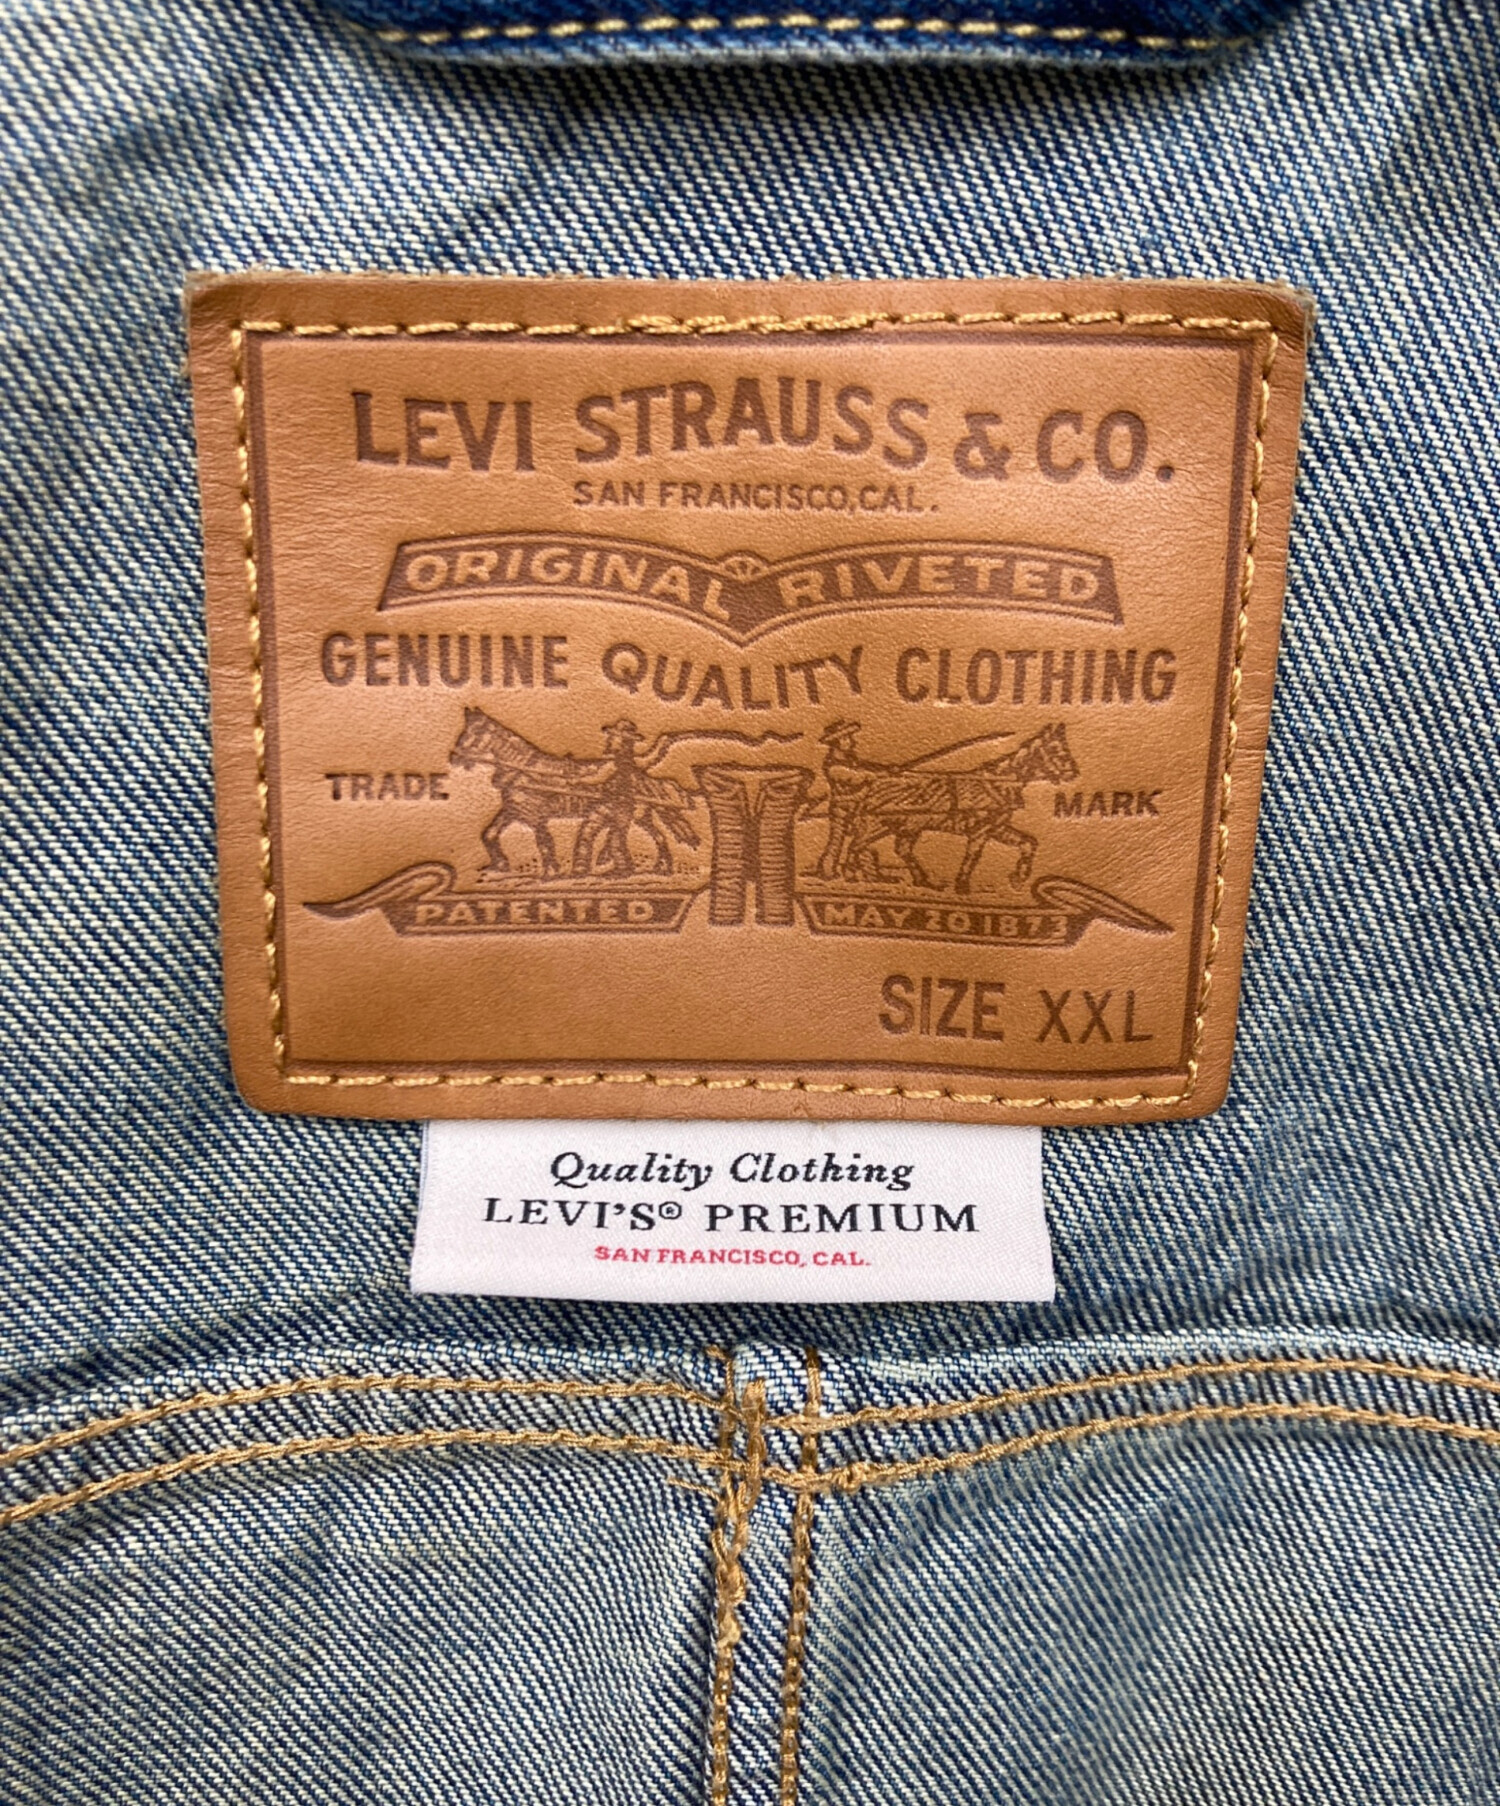 LEVI STRAUSS & CO.
SAN FRANCISCO, CAL.
ORIGINAL RIVETED
GENUINE QUALITY CLOTHING
TRADE MARK
PATENTED MAY 20 1873
SIZE XXL
Quality Clothing
LEVI'S® PREMIUM
SAN FRANCISCO, CAL.